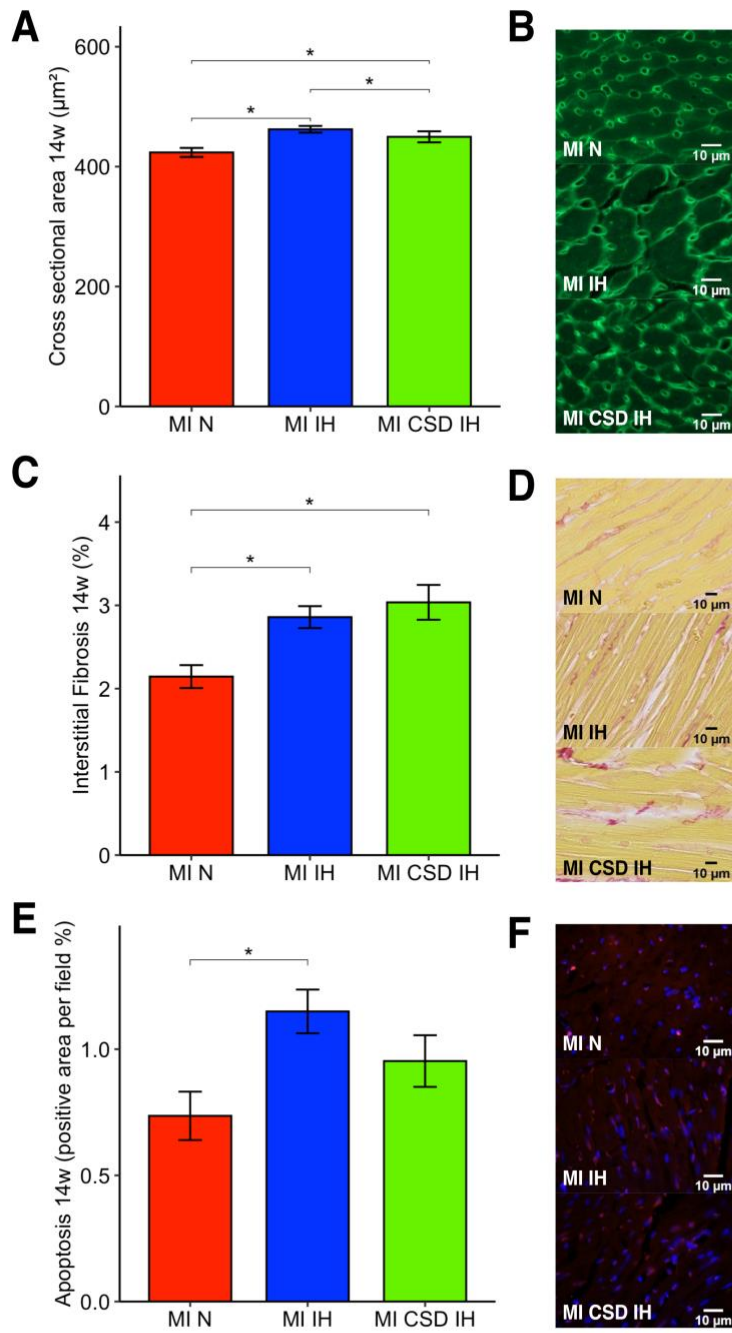 A
Cross sectional area 14w (µm²)
600
400
200
0
*
*
*
MI N
MI IH
MI CSD IH
B
MI N
10 µm
MI IH
10 µm
MI CSD IH
10 µm
C
Interstitial Fibrosis 14w (%)
4
3
2
1
0
*
*
MI N
MI IH
MI CSD IH
D
MI N
10 µm
MI IH
10 µm
MI CSD IH
10 µm
E
Apoptosis 14w (positive area per field %)
1.0
0.5
0.0
*
MI N
MI IH
MI CSD IH
F
MI N
10 µm
MI IH
10 µm
MI CSD IH
10 µm